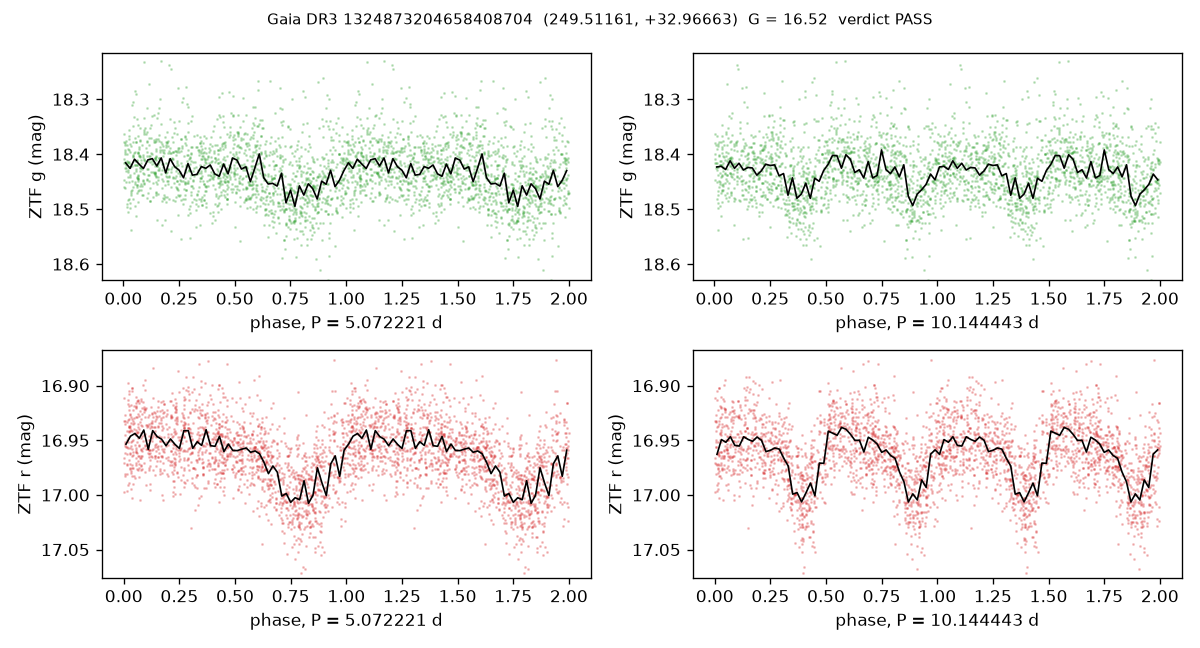 Gaia DR3 1324873204658408704  (249.51161, +32.96663)  G = 16.52  verdict PASS
ZTF g (mag)
18.3
18.4
18.5
18.6
0.00 0.25 0.50 0.75 1.00 1.25 1.50 1.75 2.00
phase, P = 5.072221 d
ZTF g (mag)
18.3
18.4
18.5
18.6
0.00 0.25 0.50 0.75 1.00 1.25 1.50 1.75 2.00
phase, P = 10.144443 d
ZTF r (mag)
16.90
16.95
17.00
17.05
0.00 0.25 0.50 0.75 1.00 1.25 1.50 1.75 2.00
phase, P = 5.072221 d
ZTF r (mag)
16.90
16.95
17.00
17.05
0.00 0.25 0.50 0.75 1.00 1.25 1.50 1.75 2.00
phase, P = 10.144443 d